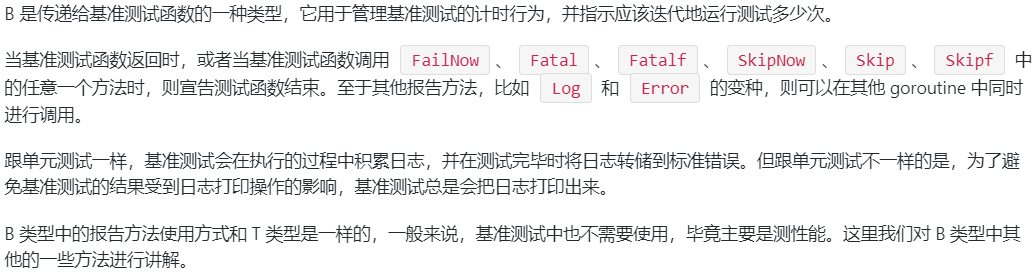 B 是传递给基准测试函数的一种类型，它用于管理基准测试的计时行为，并指示应该迭代地运行测试多少次。
当基准测试函数返回时，或者当基准测试函数调用 FailNow 、 Fatal 、 Fatalf 、 SkipNow 、 Skip 、 Skipf 中
的任意一个方法时，则宣告测试函数结束。至于其他报告方法，比如 Log 和 Error 的变种，则可以在其他 goroutine 中同时
进行调用。
跟单元测试一样，基准测试会在执行的过程中积累日志，并在测试完毕时将日志转储到标准错误。但跟单元测试不一样的是，为了避
免基准测试的结果受到日志打印操作的影响，基准测试总是会把日志打印出来。
B 类型中的报告方法使用方式和 T 类型是一样的，一般来说，基准测试中也不需要使用，毕竟主要是测性能。这里我们对 B 类型中其
他的一些方法进行讲解。